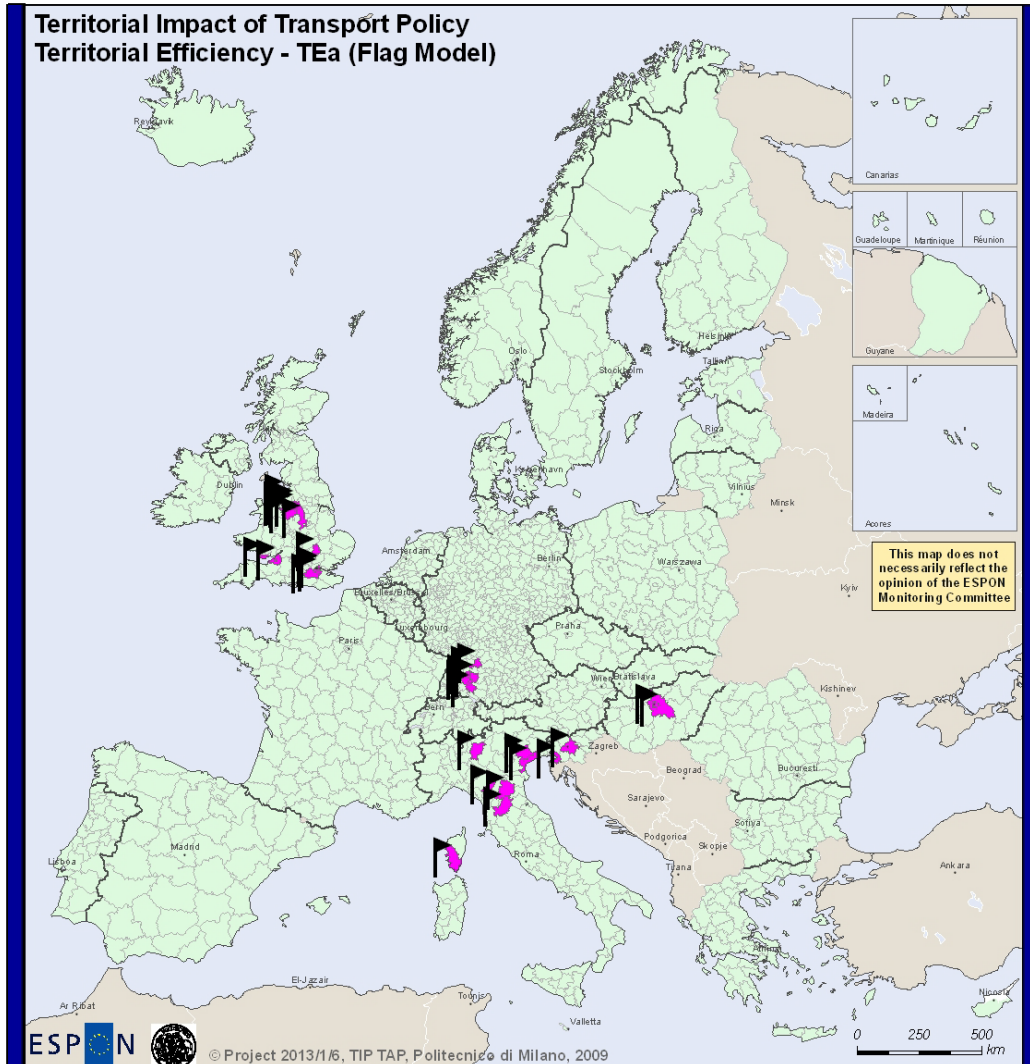 Territorial Impact of Transport Policy
Territorial Efficiency - TEa (Flag Model)
Reykjavik
Canarias
Guadeloupe
Martinique
Réunion
Guyane
Madeira
Acores
This map does not
necessarily reflect the
opinion of the ESPON
Monitoring Committee
Oslo
Helsinki
Stockholm
Tallinn
Riga
København
Vilnius
Minsk
Dublin
Amsterdam
Berlin
Warszawa
Bruxelles/Brussel
Kyiv
Luxembourg
Praha
Paris
Wien
Bratislava
Kishinev
Bern
Zagreb
Beograd
Bucuresti
Sarajevo
Sofiya
Podgorica
Skopje
Tirana
Roma
Madrid
Lisboa
Ankara
El-Jazair
Tounis
Ar Ribat
Valletta
Nicosia
ESPON
© Project 2013/1/6, TIP TAP, Politecnico di Milano, 2009
0 250 500
km